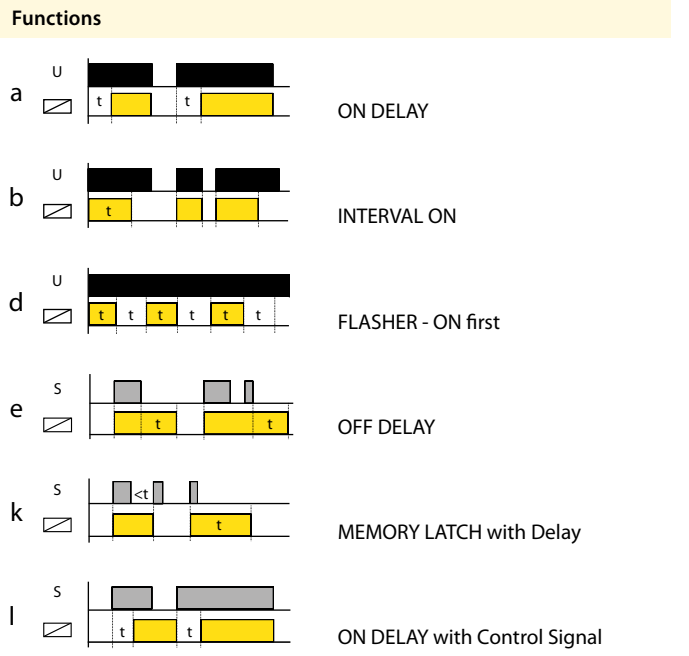 Functions
U
a t t ON DELAY
U
b t INTERVAL ON
U
d t t t t t t FLASHER - ON first
S
e t t OFF DELAY
S
<t
k t MEMORY LATCH with Delay
S
l t t ON DELAY with Control Signal